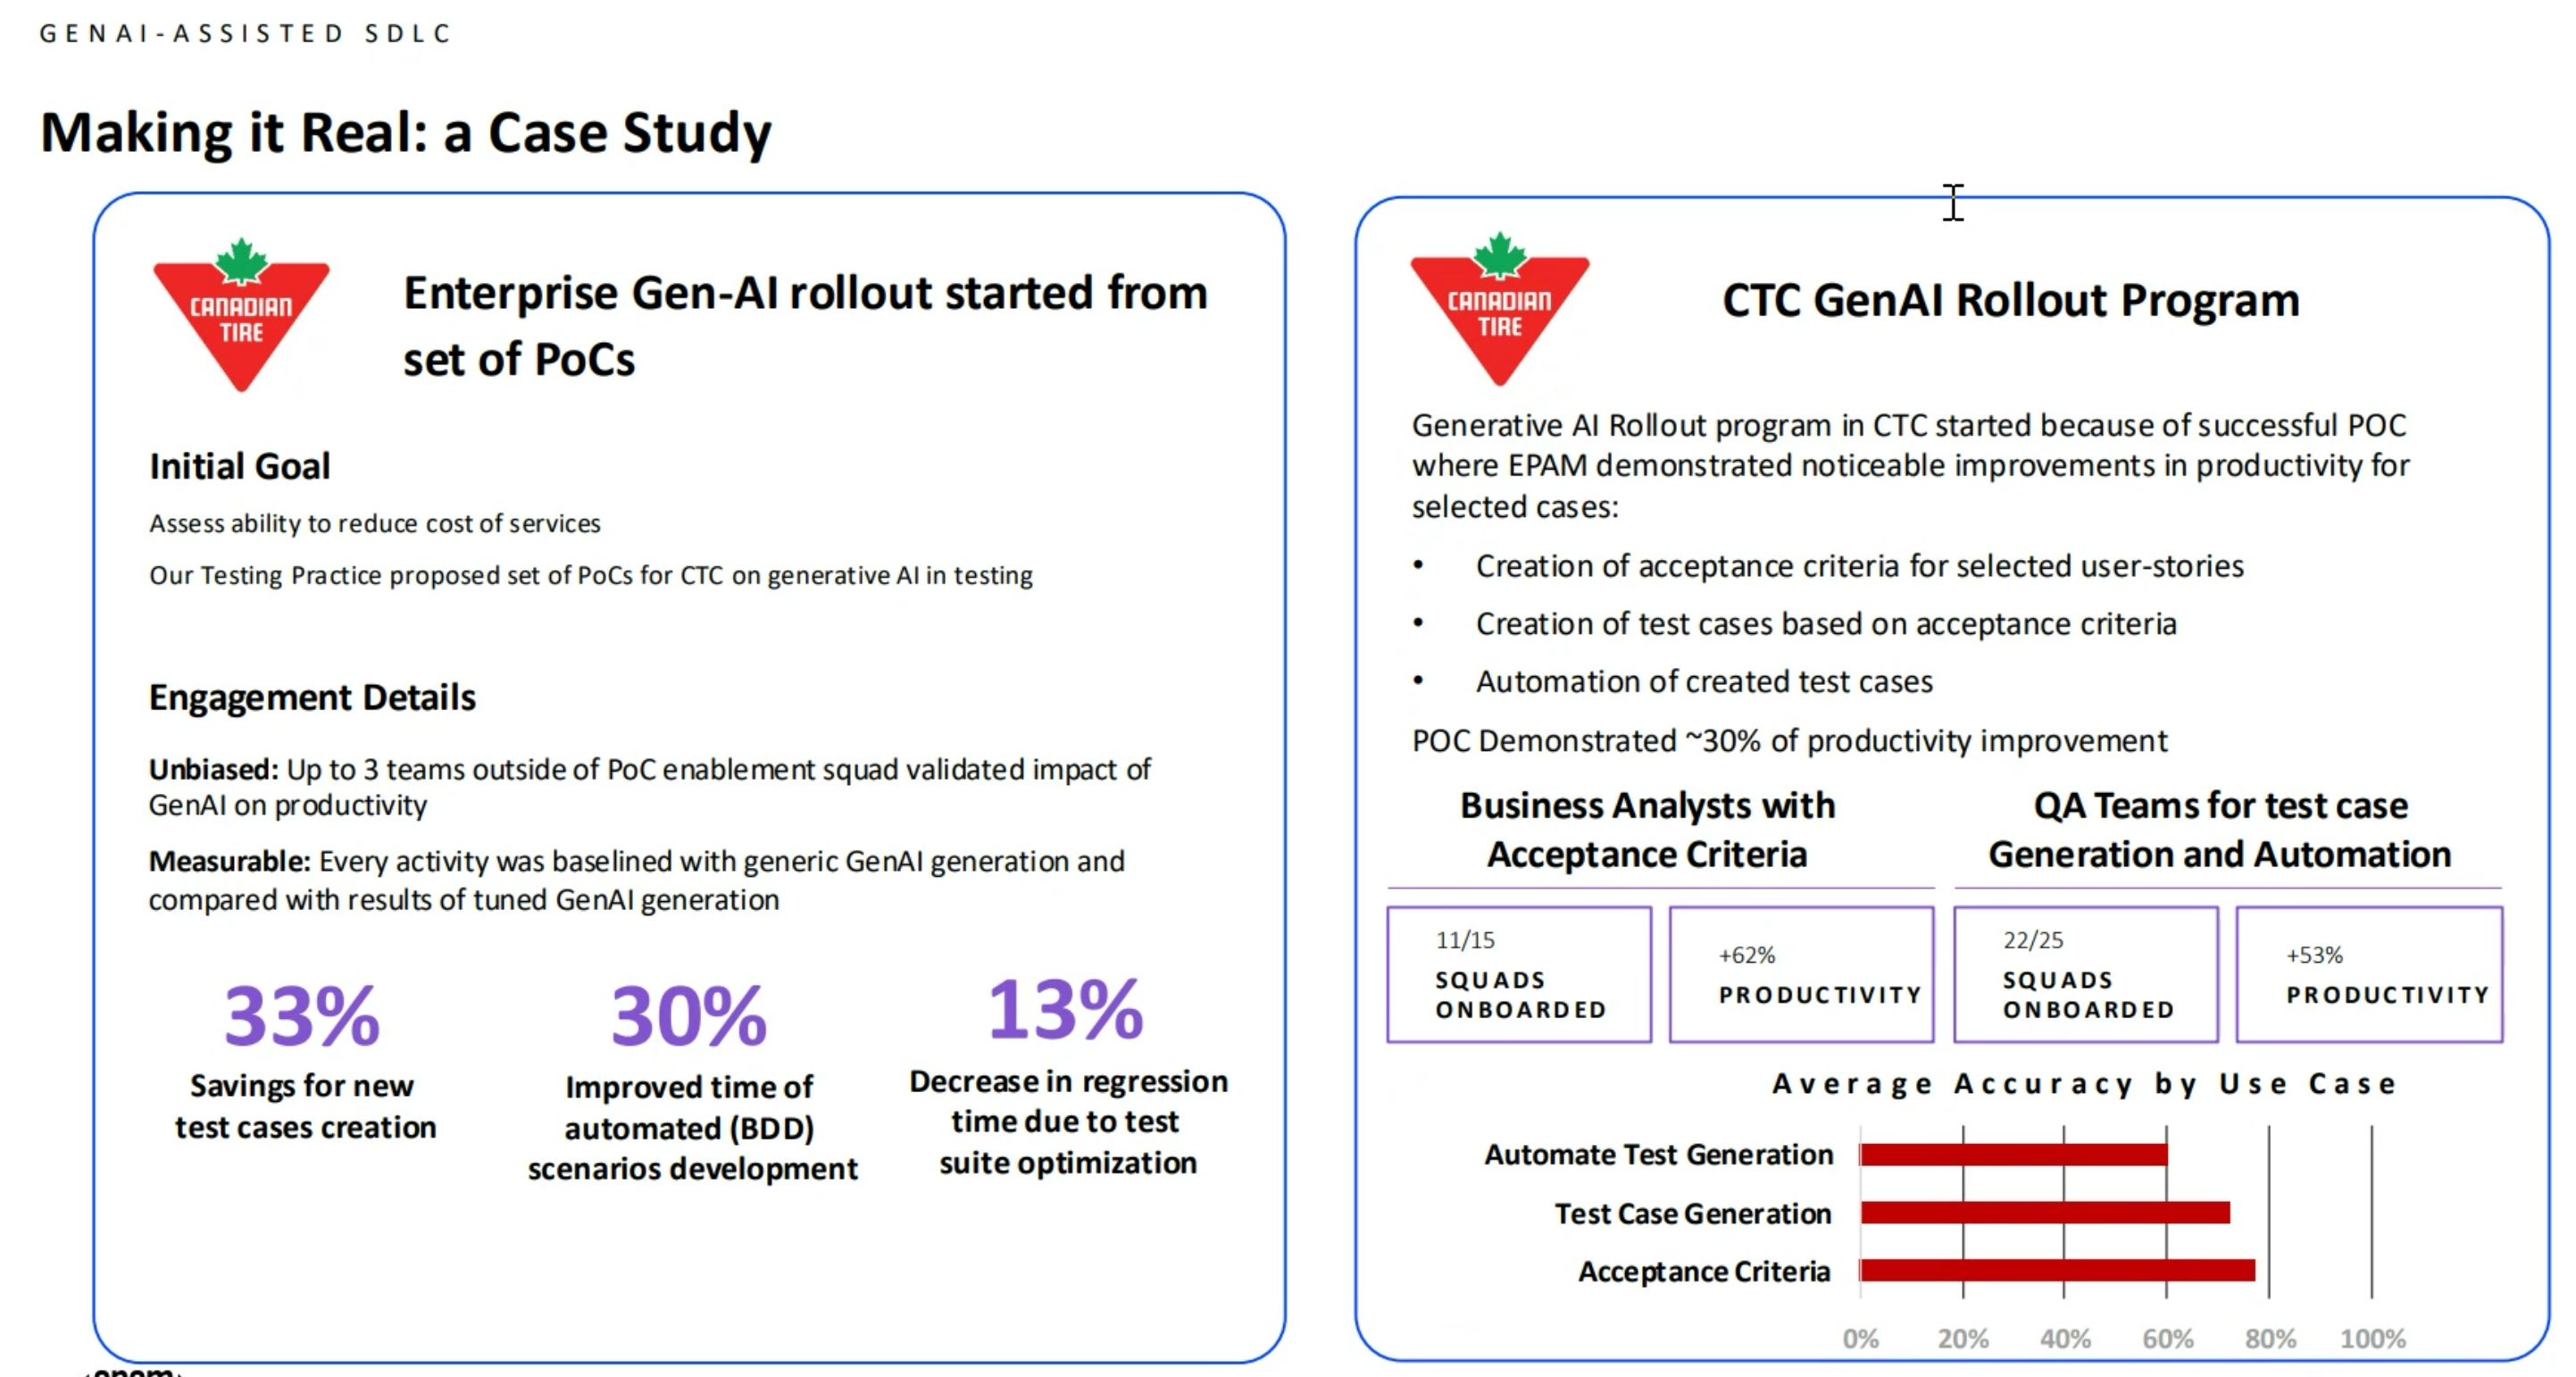 GENAI-ASSISTED SDLC
Making it Real: a Case Study
CANADIAN
TIRE
Enterprise Gen-AI rollout started from
set of PoCs
Initial Goal
Assess ability to reduce cost of services
Our Testing Practice proposed set of PoCs for CTC on generative AI in testing
Engagement Details
Unbiased: Up to 3 teams outside of PoC enablement squad validated impact of
GenAI on productivity
Measurable: Every activity was baselined with generic GenAI generation and
compared with results of tuned GenAI generation
33%
Savings for new
test cases creation
30%
Improved time of
automated (BDD)
scenarios development
13%
Decrease in regression
time due to test
suite optimization
CANADIAN
TIRE
CTC GenAI Rollout Program
Generative AI Rollout program in CTC started because of successful POC
where EPAM demonstrated noticeable improvements in productivity for
selected cases:
• Creation of acceptance criteria for selected user-stories
• Creation of test cases based on acceptance criteria
• Automation of created test cases
POC Demonstrated ~30% of productivity improvement
Business Analysts with
Acceptance Criteria
11/15
SQUADS
ONBOARDED
+62%
PRODUCTIVITY
QA Teams for test case
Generation and Automation
22/25
SQUADS
ONBOARDED
+53%
PRODUCTIVITY
Average Accuracy by Use Case
Automate Test Generation
Test Case Generation
Acceptance Criteria
0% 20% 40% 60% 80% 100%